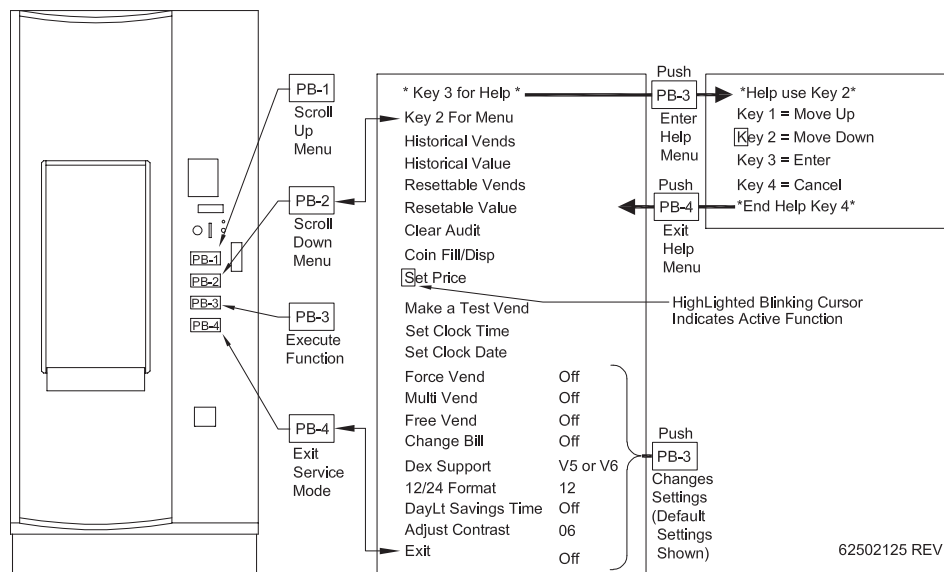 PB-1
PB-2
PB-3
PB-4
PB-1
Scroll
Up
Menu
PB-2
Scroll
Down
Menu
PB-3
Execute
Function
PB-4
Exit
Service
Mode
* Key 3 for Help *
Key 2 For Menu
Historical Vends
Historical Value
Resettable Vends
Resetable Value
Clear Audit
Coin Fill/Disp
Set Price
Make a Test Vend
Set Clock Time
Set Clock Date
Force Vend Off
Multi Vend Off
Free Vend Off
Change Bill Off
Dex Support V5 or V6
12/24 Format 12
DayLt Savings Time Off
Adjust Contrast 06
Exit
Off
Push
PB-3
Enter
Help
Menu
Push
PB-4
Exit
Help
Menu
*Help use Key 2*
Key 1 = Move Up
Key 2 = Move Down
Key 3 = Enter
Key 4 = Cancel
*End Help Key 4*
HighLighted Blinking Cursor
Indicates Active Function
Push
PB-3
Changes
Settings
(Default
Settings
Shown)
62502125 REV